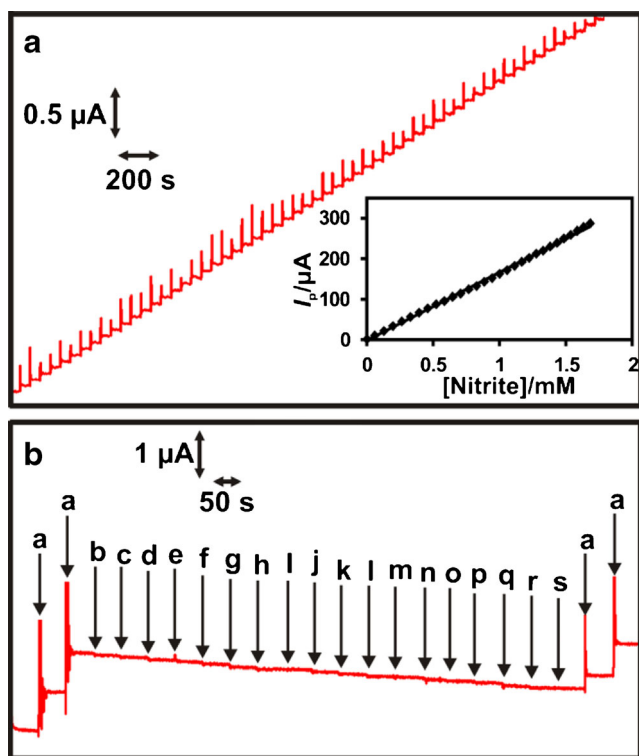 a
0.5 µA
200 s
300
200
100
0
Ip/µA
0 0.5 1 1.5 2
[Nitrite]/mM
b
1 µA
50 s
a
a
b c d e f g h I j k l m n o p q r s
a
a